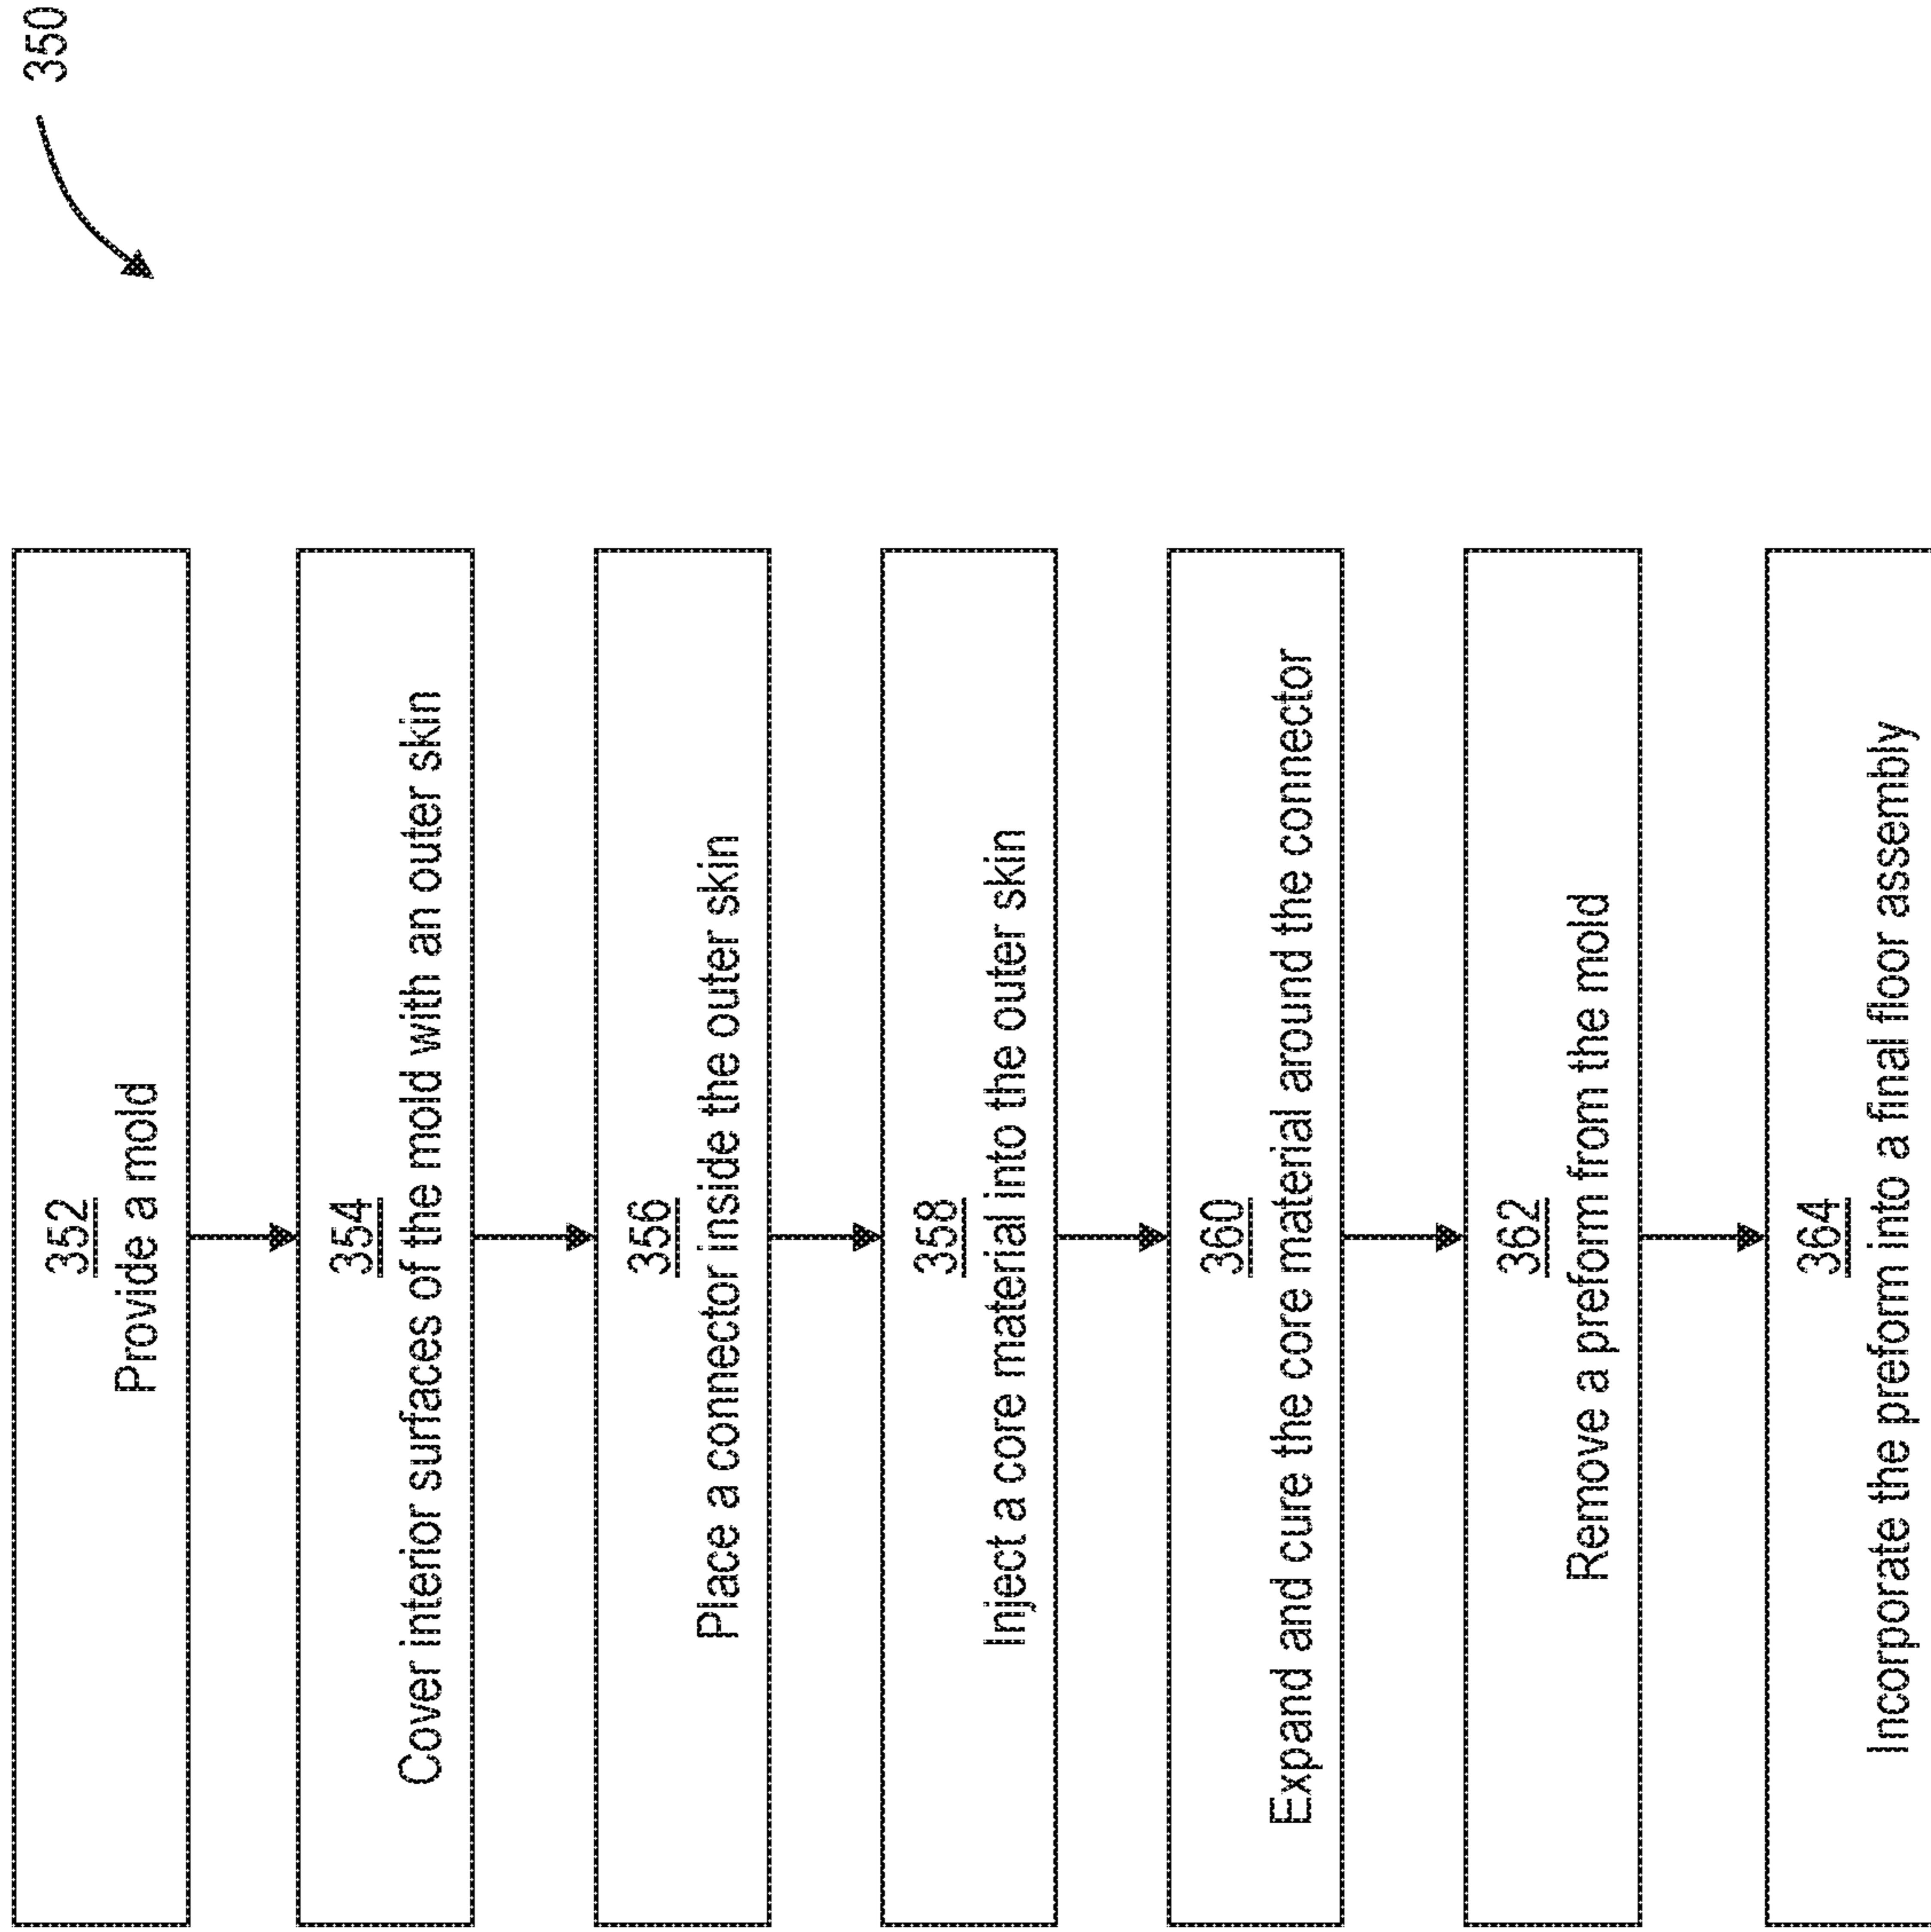 350
352
Provide a mold
354
Cover interior surfaces of the mold with an outer skin
356
Place a connector inside the outer skin
358
Inject a core material into the outer skin
360
Expand and cure the core material around the connector
362
Remove a preform from the mold
364
Incorporate the preform into a final floor assembly